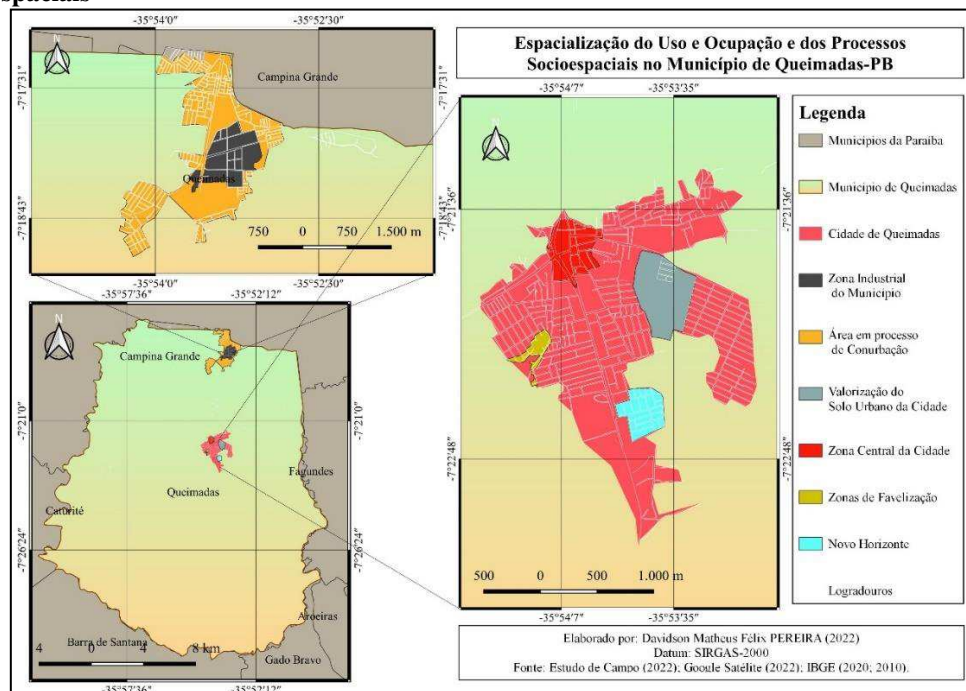 spaciais
-35°54'0" -35°52'30"
N
Campina Grande
-7°17'31"
-7°17'31"
Queimadas
-7°18'43"
-7°18'43"
750 0 750 1.500 m
-35°54'0" -35°52'30"
-35°57'36" -35°52'12"
N
Campina Grande
-7°21'0"
-7°21'0"
Fagundes
Queimadas
Caturité
-7°26'24"
-7°26'24"
Aroeiras
Barra de Santana
Gado Bravo
4 0 4 8 km
-35°57'36" -35°52'12"
Espacialização do Uso e Ocupação e dos Processos
Socioespaciais no Município de Queimadas-PB
-35°54'7" -35°53'35"
N
-7°21'36"
-7°21'36"
-7°22'48"
-7°22'48"
500 0 500 1.000 m
-35°54'7" -35°53'35"
Legenda
Municípios da Paraíba
Município de Queimadas
Cidade de Queimadas
Zona Industrial
do Município
Área em processo
de Conurbação
Valorização do
Solo Urbano da Cidade
Zona Central da Cidade
Zonas de Favelização
Novo Horizonte
Logradouros
Elaborado por: Davidson Matheus Félix PEREIRA (2022)
Datum: SIRGAS-2000
Fonte: Estudo de Campo (2022); Google Satélite (2022); IBGE (2020; 2010).